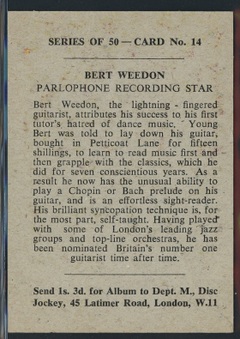 SERIES OF 50 — CARD No. 14
BERT WEEDON
PARLOPHONE RECORDING STAR
Bert Weedon, the lightning - fingered
guitarist, attributes his success to his first
tutor's hatred of dance music. Young
Bert was told to lay down his guitar,
bought in Petticoat Lane for fifteen
shillings, to learn to read music first and
then grapple with the classics, which he
did for seven conscientious years. As a
result he now has the unusual ability to
play a Chopin or Bach prelude on his
guitar, and is an effortless sight-reader.
His brilliant syncopation technique is, for
the most part, self-taught. Having played
with some of London's leading jazz
groups and top-line orchestras, he has
been nominated Britain's number one
guitarist time after time.
Send 1s. 3d. for Album to Dept. M., Disc
Jockey, 45 Latimer Road, London, W.11